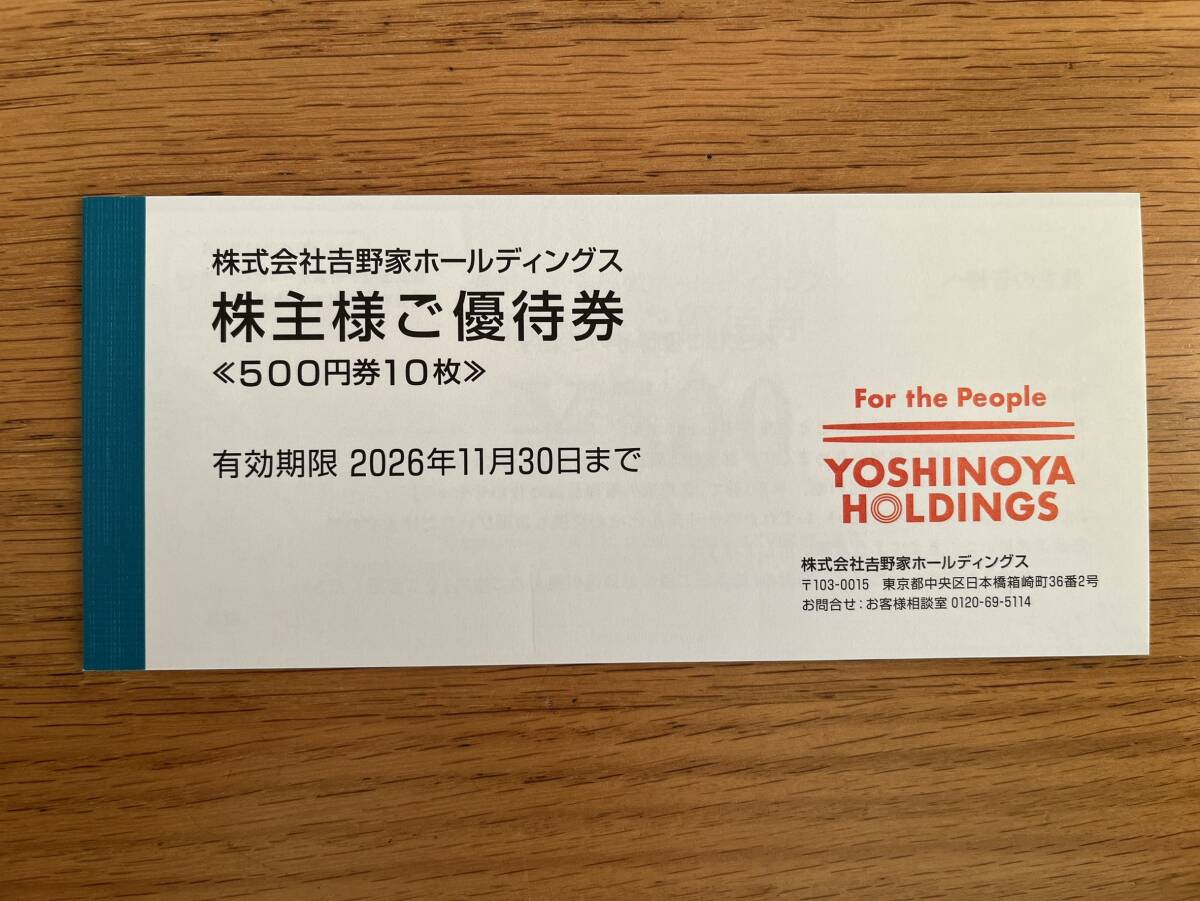 株式会社𠮷野家ホールディングス
株主様ご優待券
≪500円券10枚≫
有効期限 2026年11月30日まで
For the People
YOSHINOYA
HOLDINGS
株式会社𠮷野家ホールディングス
〒103-0015 東京都中央区日本橋箱崎町36番2号
お問合せ:お客様相談室 0120-69-5114